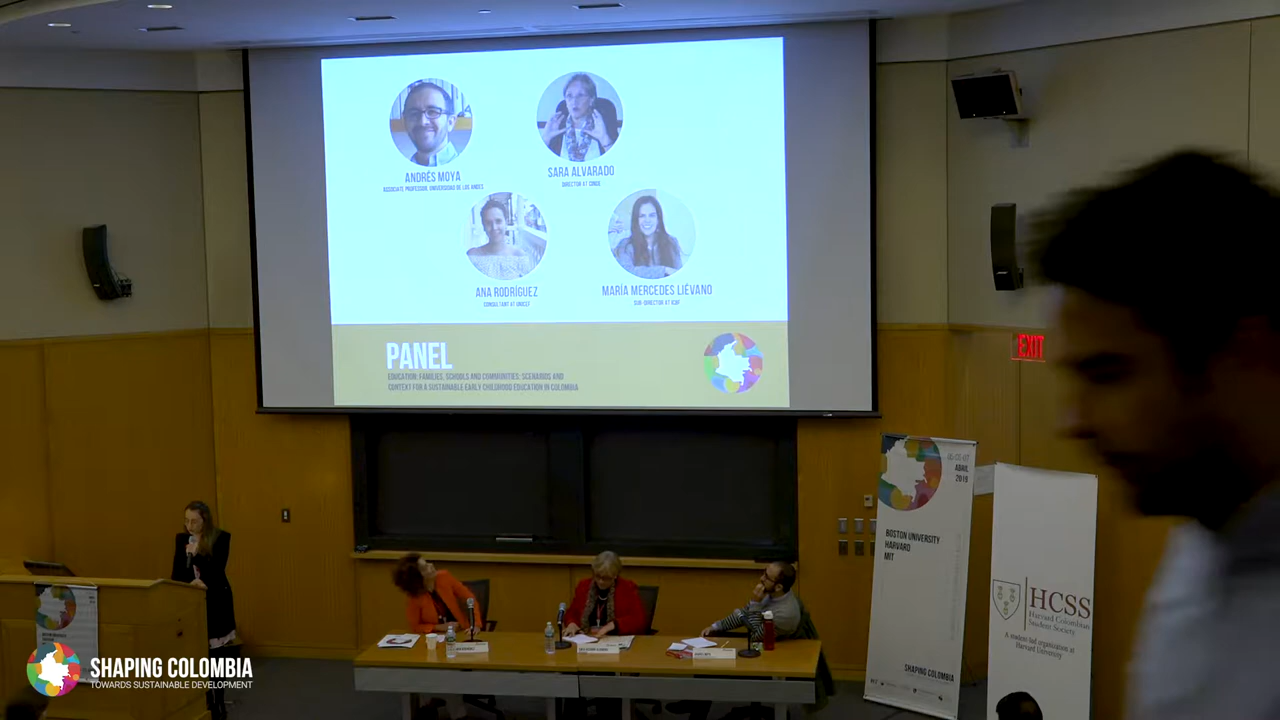 ANDRÉS MOYA
ASSOCIATE PROFESSOR, UNIVERSIDAD DE LOS ANDES
SARA ALVARADO
DIRECTOR AT CINDE
ANA RODRÍGUEZ
CONSULTANT AT UNICEF
MARÍA MERCEDES LIÉVANO
SUB-DIRECTOR AT ICBF
PANEL
EDUCATION: FAMILIES, SCHOOLS AND COMMUNITIES: SCENARIOS AND
CONTEXT FOR A SUSTAINABLE EARLY CHILDHOOD EDUCATION IN COLOMBIA
EXIT
ABRIL
2019
BOSTON UNIVERSITY
HARVARD
MIT
SHAPING COLOMBIA
HCSS
Harvard Colombian
Student Society
A student-led organization at
Harvard University
SHAPING COLOMBIA
TOWARDS SUSTAINABLE DEVELOPMENT